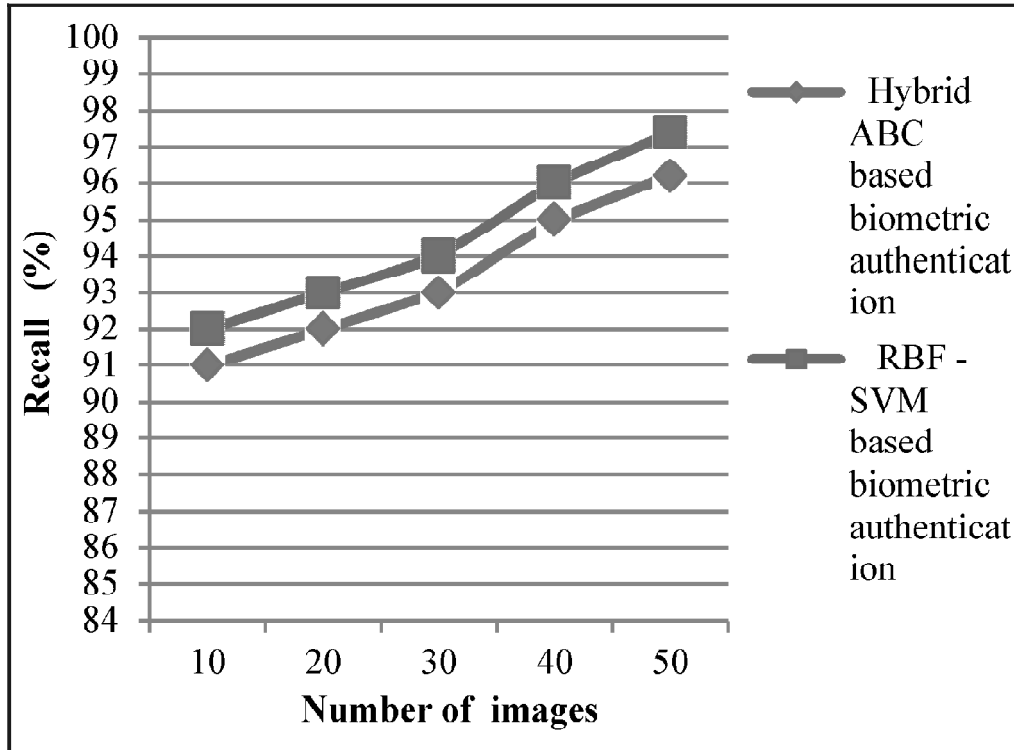 100
99
98
97
96
95
94
93
92
91
90
89
88
87
86
85
84
Recall (%)
10 20 30 40 50
Number of images
Hybrid
ABC
based
biometric
authenticat
ion
RBF -
SVM
based
biometric
authenticat
ion